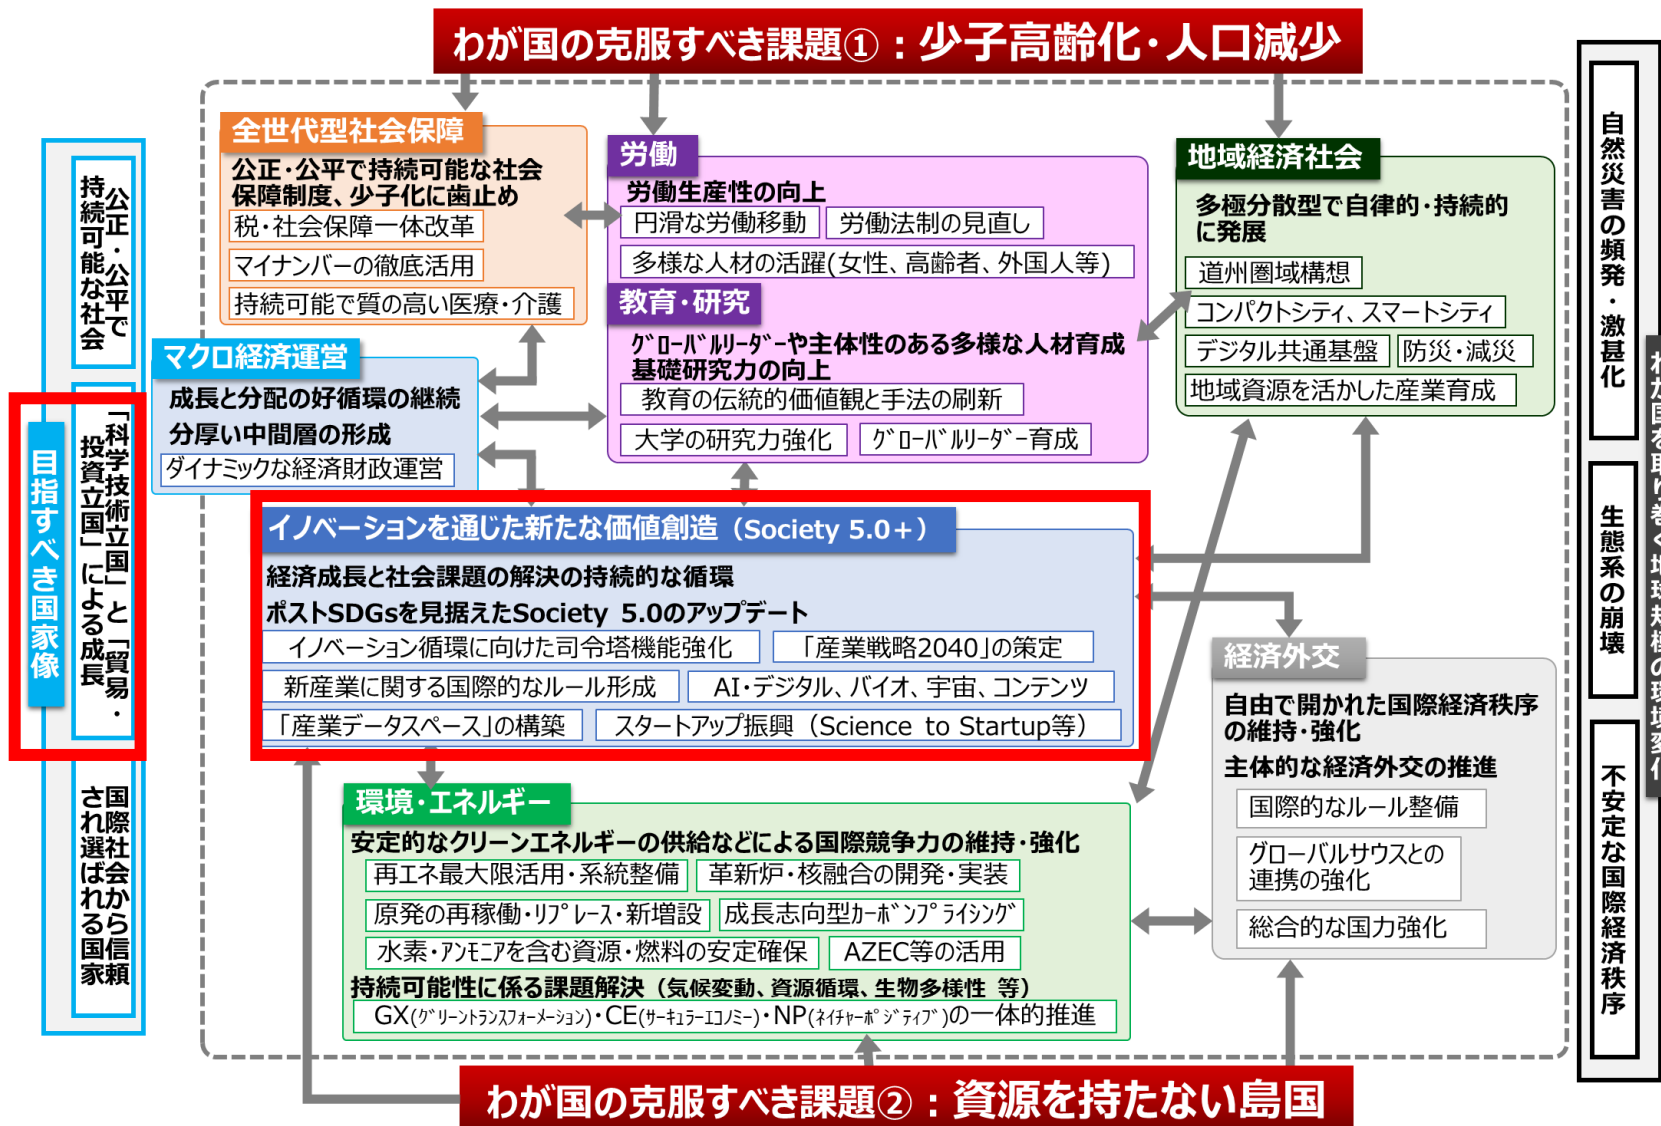 わが国の克服すべき課題①：少子高齢化・人口減少
全世代型社会保障
公正・公平で持続可能な社会
保障制度、少子化に歯止め
税・社会保障一体改革
マイナンバーの徹底活用
持続可能で質の高い医療・介護
労働
労働生産性の向上
円滑な労働移動
労働法制の見直し
多様な人材の活躍(女性、高齢者、外国人等)
教育・研究
ｸﾞﾛｰﾊﾞﾙﾘｰﾀﾞｰや主体性のある多様な人材育成
基礎研究力の向上
教育の伝統的価値観と手法の刷新
大学の研究力強化
ｸﾞﾛｰﾊﾞﾙﾘｰﾀﾞｰ育成
地域経済社会
多極分散型で自律的・持続的
に発展
道州圏域構想
コンパクトシティ、スマートシティ
デジタル共通基盤
防災・減災
地域資源を活かした産業育成
マクロ経済運営
成長と分配の好循環の継続
分厚い中間層の形成
ダイナミックな経済財政運営
イノベーションを通じた新たな価値創造（Society 5.0＋）
経済成長と社会課題の解決の持続的な循環
ポストSDGsを見据えたSociety 5.0のアップデート
イノベーション循環に向けた司令塔機能強化
「産業戦略2040」の策定
新産業に関する国際的なルール形成
AI・デジタル、バイオ、宇宙、コンテンツ
「産業データスペース」の構築
スタートアップ振興（Science to Startup等）
経済外交
自由で開かれた国際経済秩序
の維持・強化
主体的な経済外交の推進
国際的なルール整備
グローバルサウスとの
連携の強化
総合的な国力強化
環境・エネルギー
安定的なクリーンエネルギーの供給などによる国際競争力の維持・強化
再エネ最大限活用・系統整備
革新炉・核融合の開発・実装
原発の再稼働・ﾘﾌﾟﾚｰｽ・新増設
成長志向型ｶｰﾎﾞﾝﾌﾟﾗｲｼﾝｸﾞ
水素・ｱﾝﾓﾆｱを含む資源・燃料の安定確保
AZEC等の活用
持続可能性に係る課題解決（気候変動、資源循環、生物多様性 等）
GX(ｸﾞﾘｰﾝﾄﾗﾝｽﾌｫｰﾒｰｼｮﾝ)・CE(ｻｰｷｭﾗｰｴｺﾉﾐｰ)・NP(ﾈｲﾁｬｰﾎﾟｼﾞﾃｨﾌﾞ)の一体的推進
わが国の克服すべき課題②：資源を持たない島国
目指すべき国家像
公正・公平で
持続可能な社会
「科学技術立国」と「貿易・
投資立国」による成長
国際社会から信頼
され選ばれる国家
わが国を取り巻く地球規模の環境変化
自然災害の頻発・激甚化
生態系の崩壊
不安定な国際経済秩序